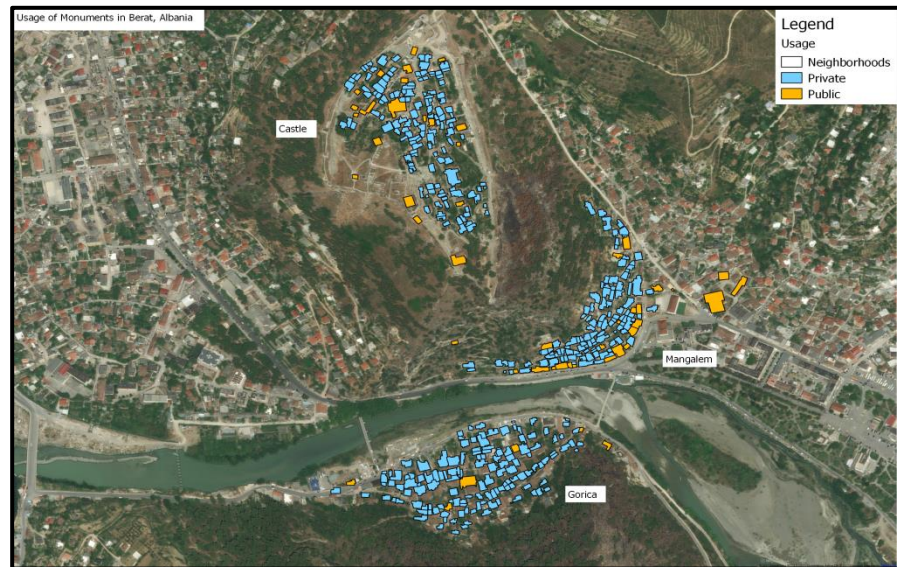 Usage of Monuments in Berat, Albania
Legend
Usage
Neighborhoods
Private
Public
Castle
Mangalem
Gorica